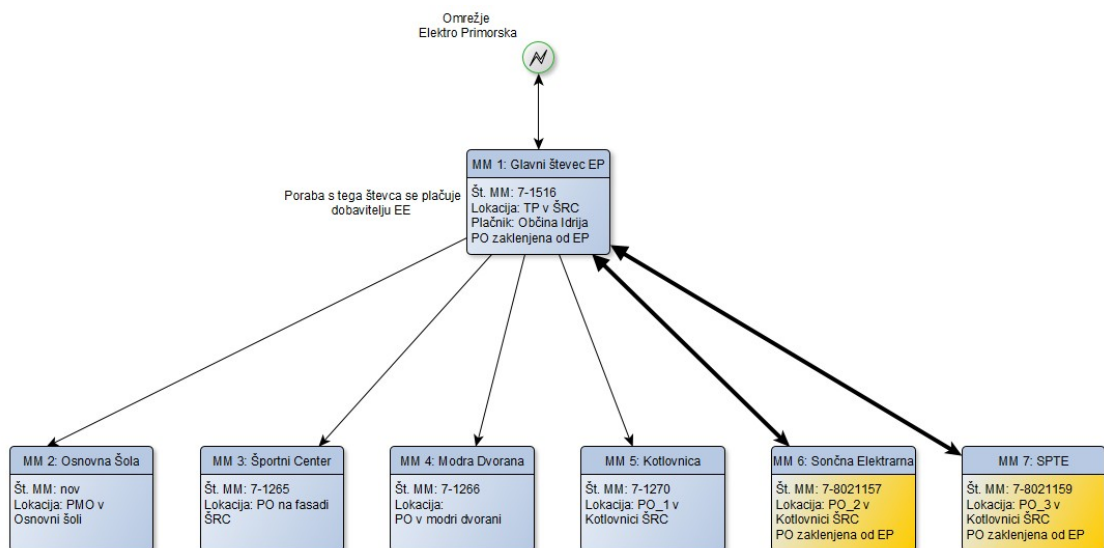 Omrežje
Elektro Primorska
MM 1: Glavni števec EP
Št. MM: 7-1516
Lokacija: TP v ŠRC
Plačnik: Občina Idrija
PO zaklenjena od EP
Poraba s tega števca se plačuje
dobavitelju EE
MM 2: Osnovna Šola
Št. MM: nov
Lokacija: PMO v
Osnovni šoli
MM 3: Športni Center
Št. MM: 7-1265
Lokacija: PO na fasadi
ŠRC
MM 4: Modra Dvorana
Št. MM: 7-1266
Lokacija:
PO v modri dvorani
MM 5: Kotlovnica
Št. MM: 7-1270
Lokacija: PO_1 v
Kotlovnici ŠRC
MM 6: Sončna Elektrarna
Št. MM: 7-8021157
Lokacija: PO_2 v
Kotlovnici ŠRC
PO zaklenjena od EP
MM 7: SPTE
Št. MM: 7-8021159
Lokacija: PO_3 v
Kotlovnici ŠRC
PO zaklenjena od EP